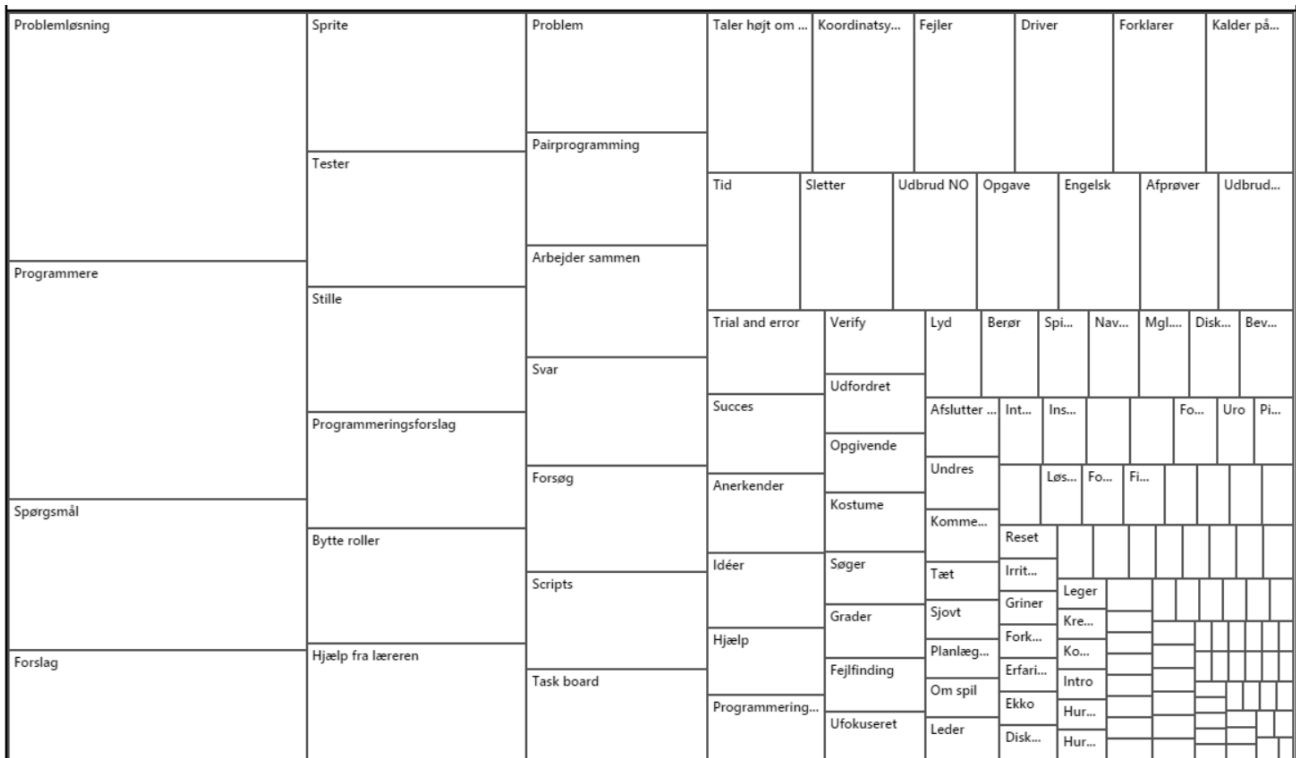 Problemløsning
Programmere
Spørgsmål
Forslag
Sprite
Tester
Stille
Programmeringsforslag
Bytte roller
Hjælp fra læreren
Problem
Pairprogramming
Arbejder sammen
Svar
Forsøg
Scripts
Task board
Taler højt om ...
Koordinatsy...
Fejler
Driver
Forklarer
Kalder på...
Tid
Sletter
Udbrud NO
Opgave
Engelsk
Afprøver
Udbrud...
Trial and error
Succes
Anerkender
Idéer
Hjælp
Programmering...
Verify
Udfordret
Opgivende
Kostume
Søger
Grader
Fejlfinding
Ufokuseret
Lyd
Berør
Spi...
Nav...
Mgl....
Disk...
Bev...
Afslutter ...
Undres
Komme...
Tæt
Sjovt
Planlæg...
Om spil
Leder
Int...
Ins...
Fo...
Uro
Pi...
Løs...
Fo...
Fi...
Reset
Irrit...
Griner
Fork...
Erfari...
Ekko
Disk...
Leger
Kre...
Ko...
Intro
Hur...
Hur...